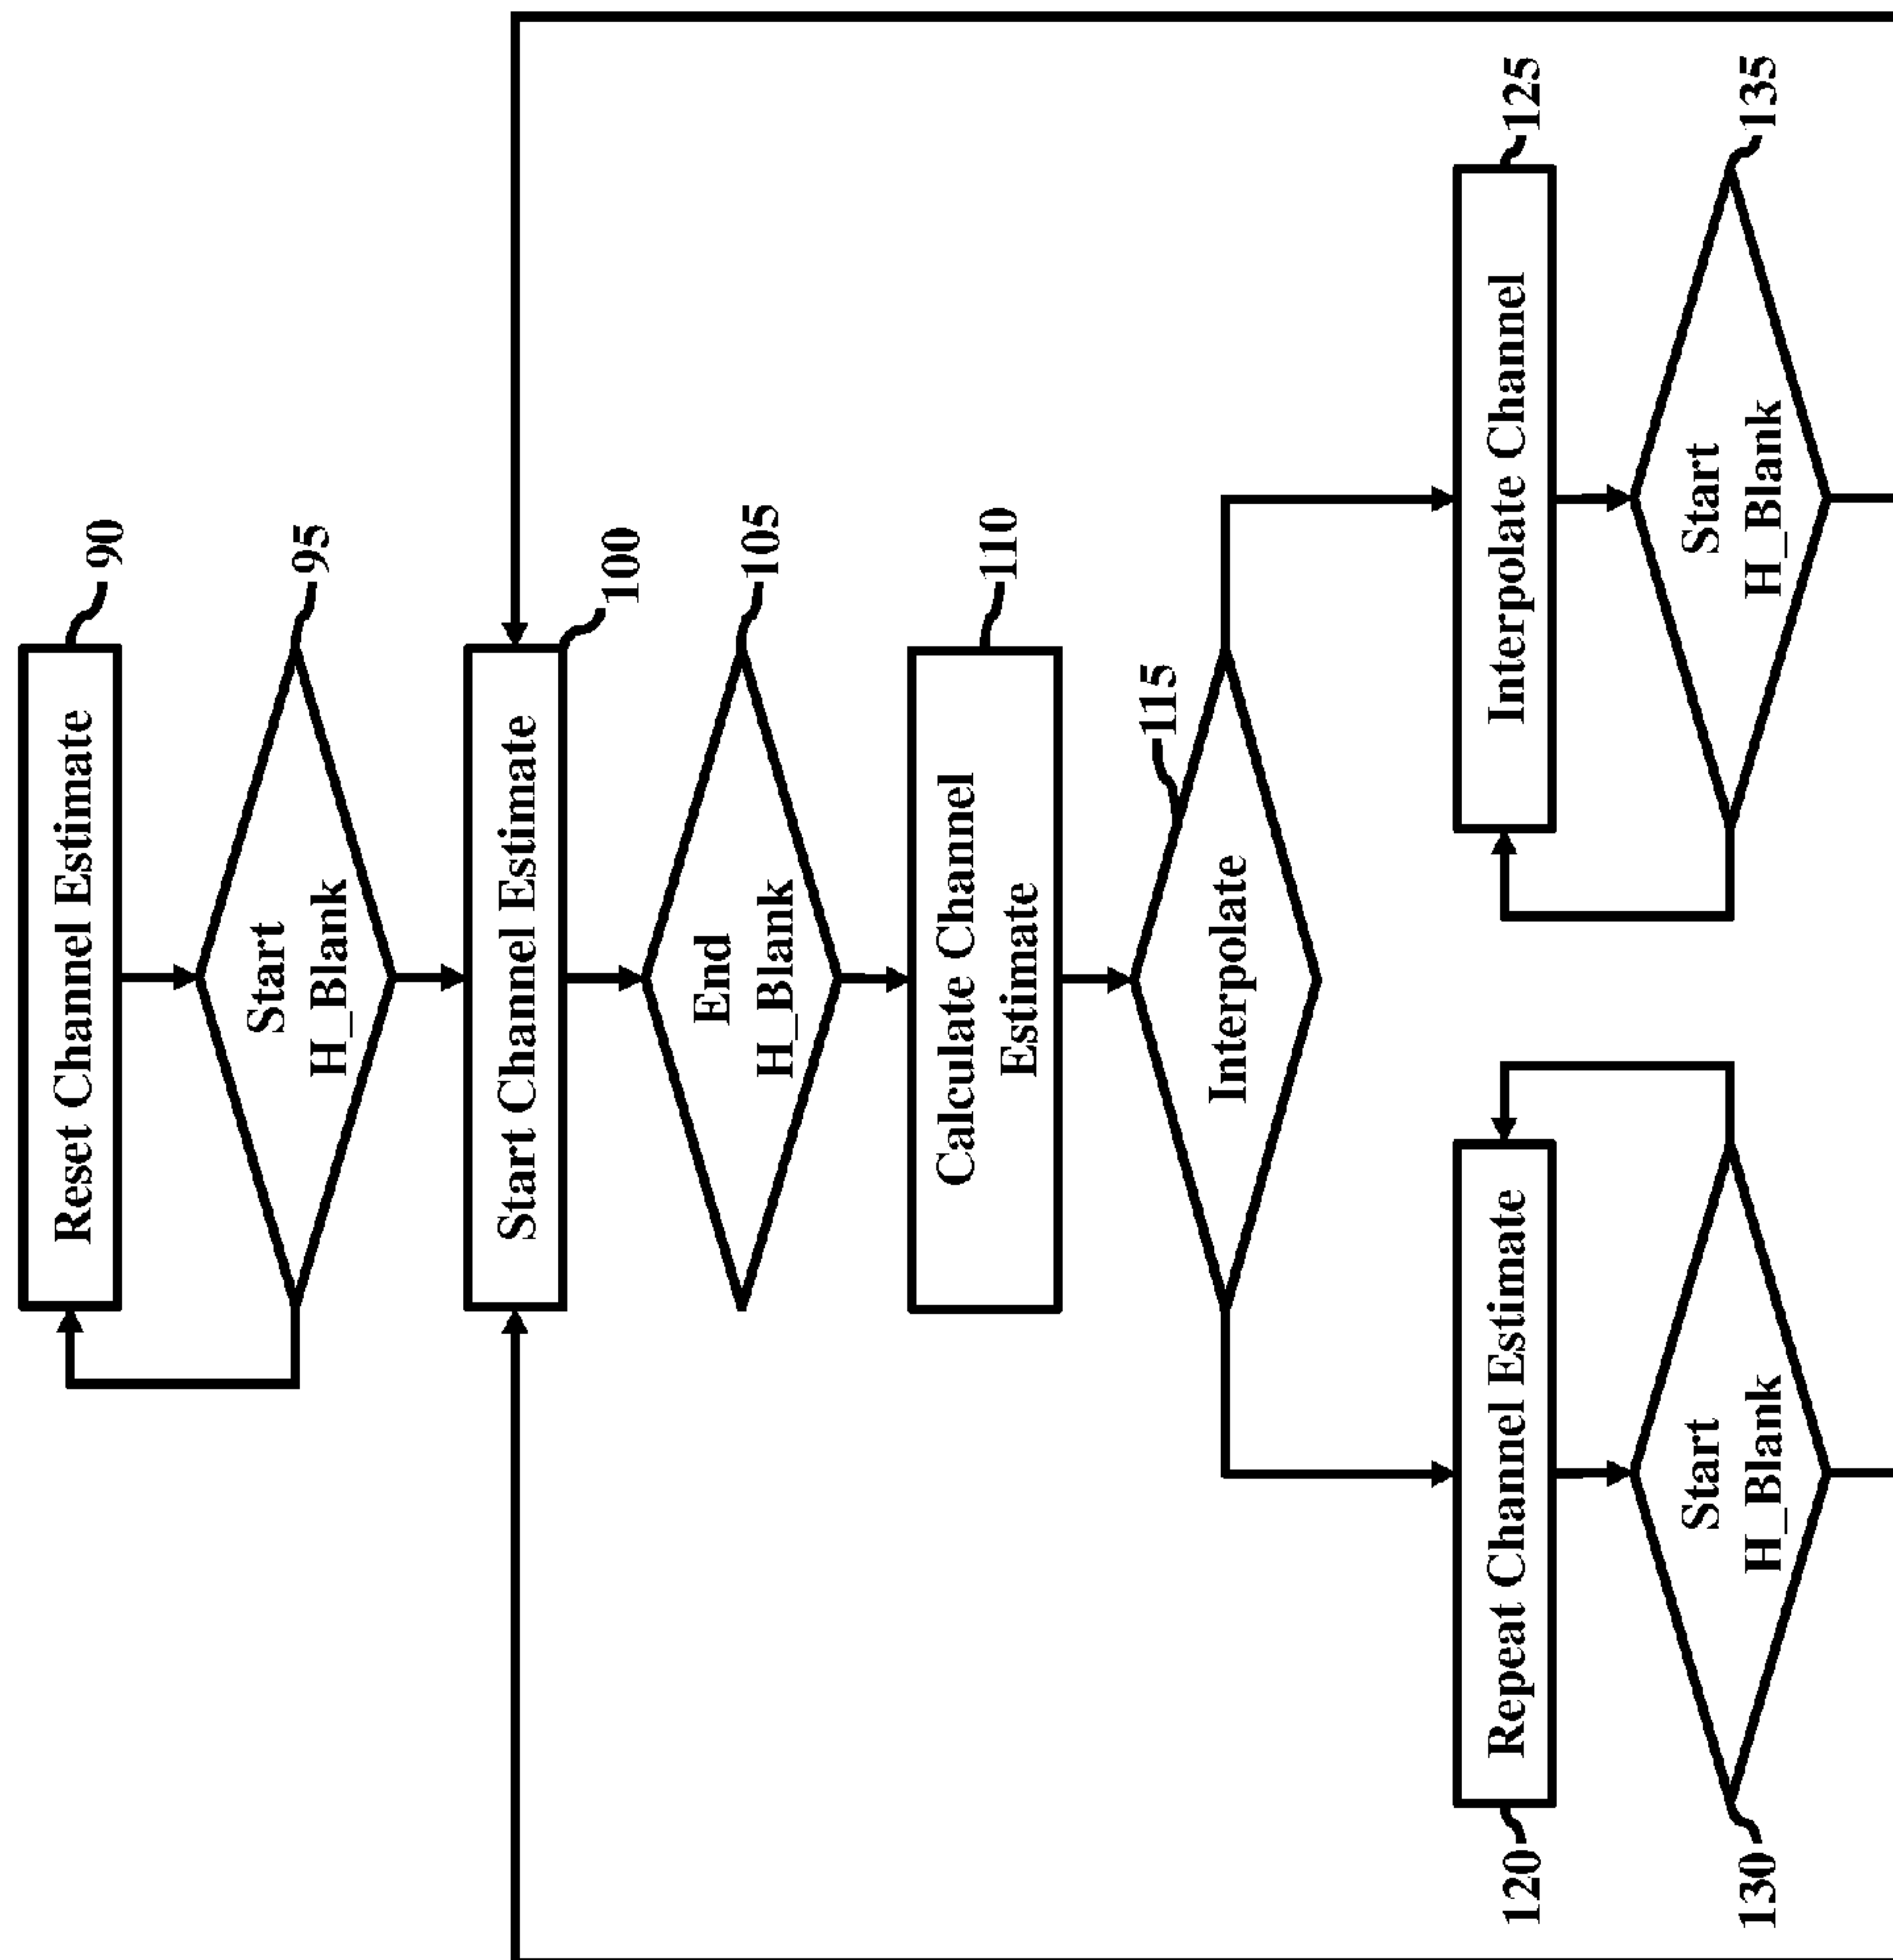 Reset Channel Estimate
90
Start
H_Blank
95
Start Channel Estimate
100
End
H_Blank
105
Calculate Channel
Estimate
110
Interpolate
115
Repeat Channel Estimate
120
Interpolate Channel
125
Start
H_Blank
130
Start
H_Blank
135